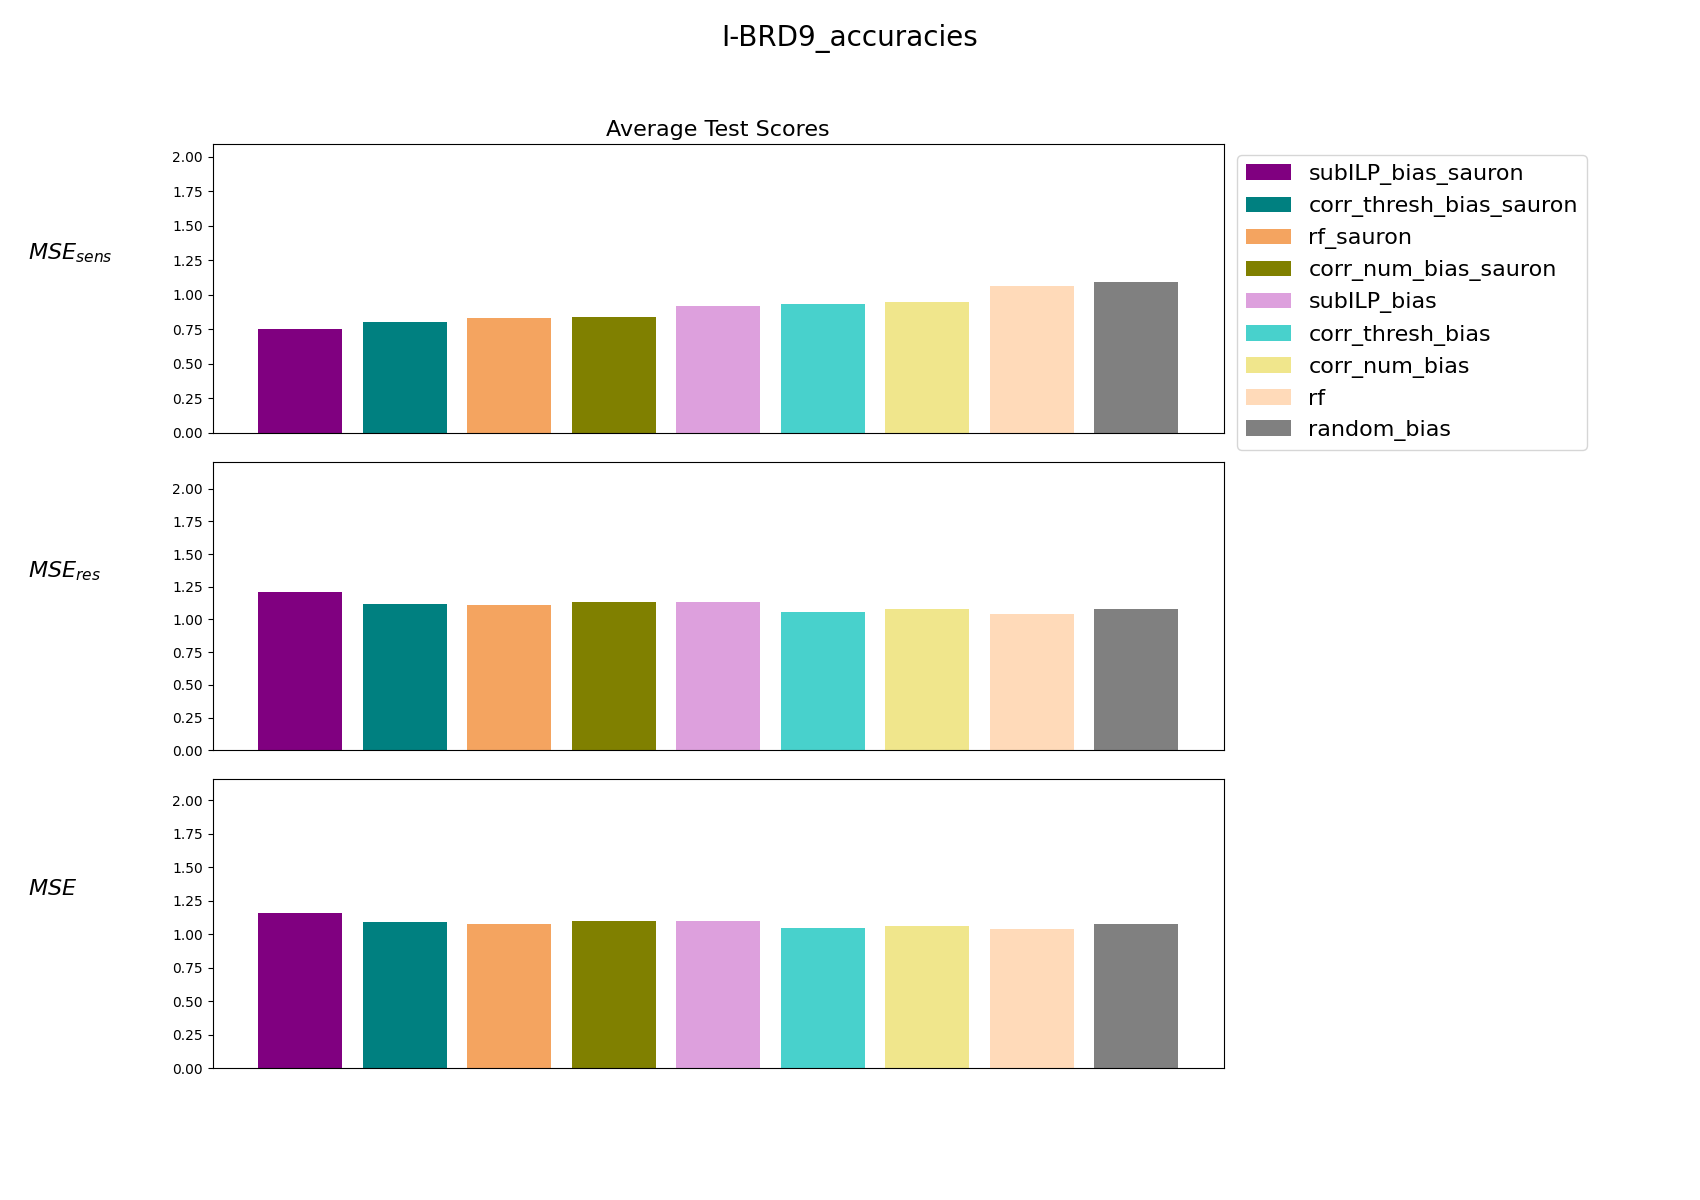 I-BRD9_accuracies
Average Test Scores
MSE_sens
2.00
1.75
1.50
1.25
1.00
0.75
0.50
0.25
0.00
subILP_bias_sauron
corr_thresh_bias_sauron
rf_sauron
corr_num_bias_sauron
subILP_bias
corr_thresh_bias
corr_num_bias
rf
random_bias
MSE_res
2.00
1.75
1.50
1.25
1.00
0.75
0.50
0.25
0.00
MSE
2.00
1.75
1.50
1.25
1.00
0.75
0.50
0.25
0.00